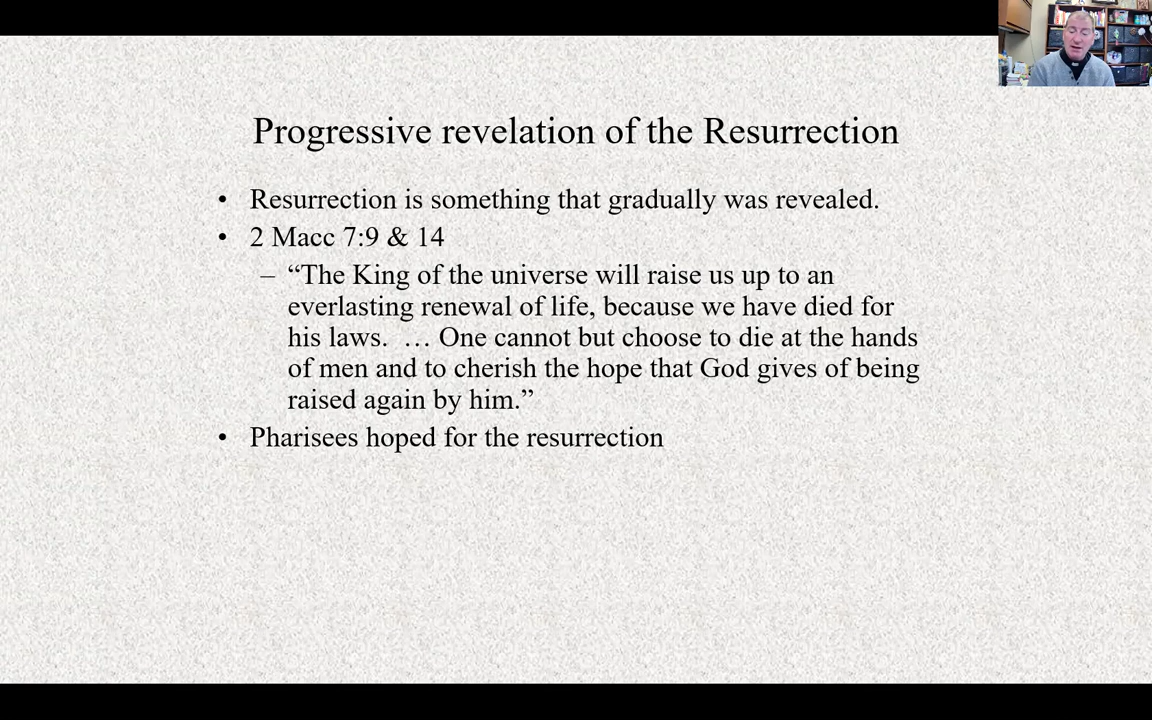 Progressive revelation of the Resurrection
• Resurrection is something that gradually was revealed.
• 2 Macc 7:9 & 14
– “The King of the universe will raise us up to an
everlasting renewal of life, because we have died for
his laws.  … One cannot but choose to die at the hands
of men and to cherish the hope that God gives of being
raised again by him.”
• Pharisees hoped for the resurrection